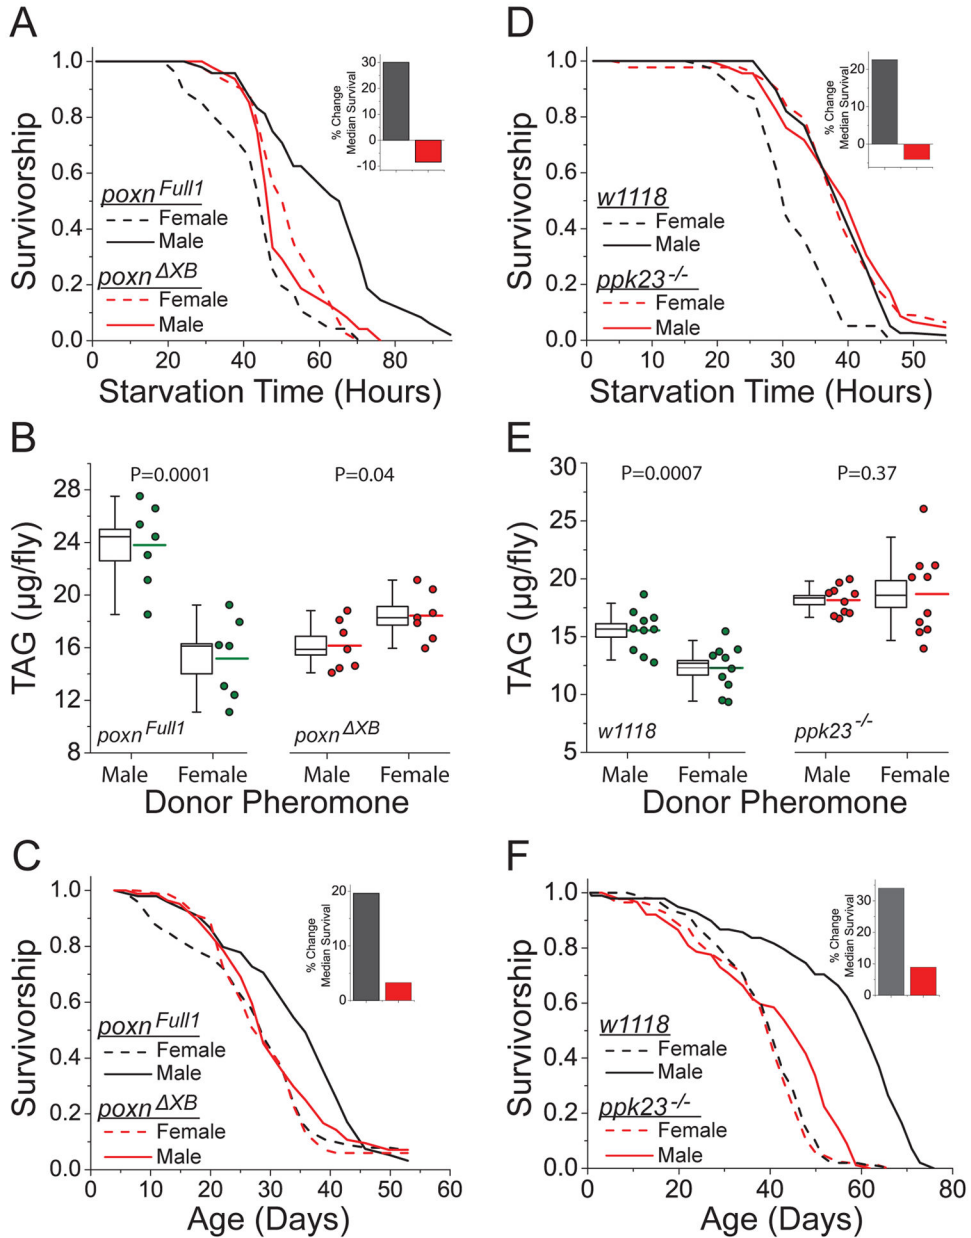 A
1.0
0.8
0.6
0.4
0.2
0.0
Survivorship
0
20
40
60
80
Starvation Time (Hours)
30
20
10
0
-10
% Change
Median Survival
poxn Full1
Female
Male
poxn ΔXB
Female
Male
D
1.0
0.8
0.6
0.4
0.2
0.0
Survivorship
0
10
20
30
40
50
Starvation Time (Hours)
20
10
0
% Change
Median Survival
w1118
Female
Male
ppk23 -/-
Female
Male
B
28
24
20
16
12
8
TAG (µg/fly)
P=0.0001
P=0.04
poxn Full1
poxn ΔXB
Male
Female
Male
Female
Donor Pheromone
E
30
25
20
15
10
5
TAG (µg/fly)
P=0.0007
P=0.37
w1118
ppk23 -/-
Male
Female
Male
Female
Donor Pheromone
C
1.0
0.8
0.6
0.4
0.2
0.0
Survivorship
0
10
20
30
40
50
60
Age (Days)
20
10
0
% Change
Median Survival
poxn Full1
Female
Male
poxn ΔXB
Female
Male
F
1.0
0.8
0.6
0.4
0.2
0.0
Survivorship
0
20
40
60
80
Age (Days)
30
20
10
0
% Change
Median Survival
w1118
Female
Male
ppk23 -/-
Female
Male